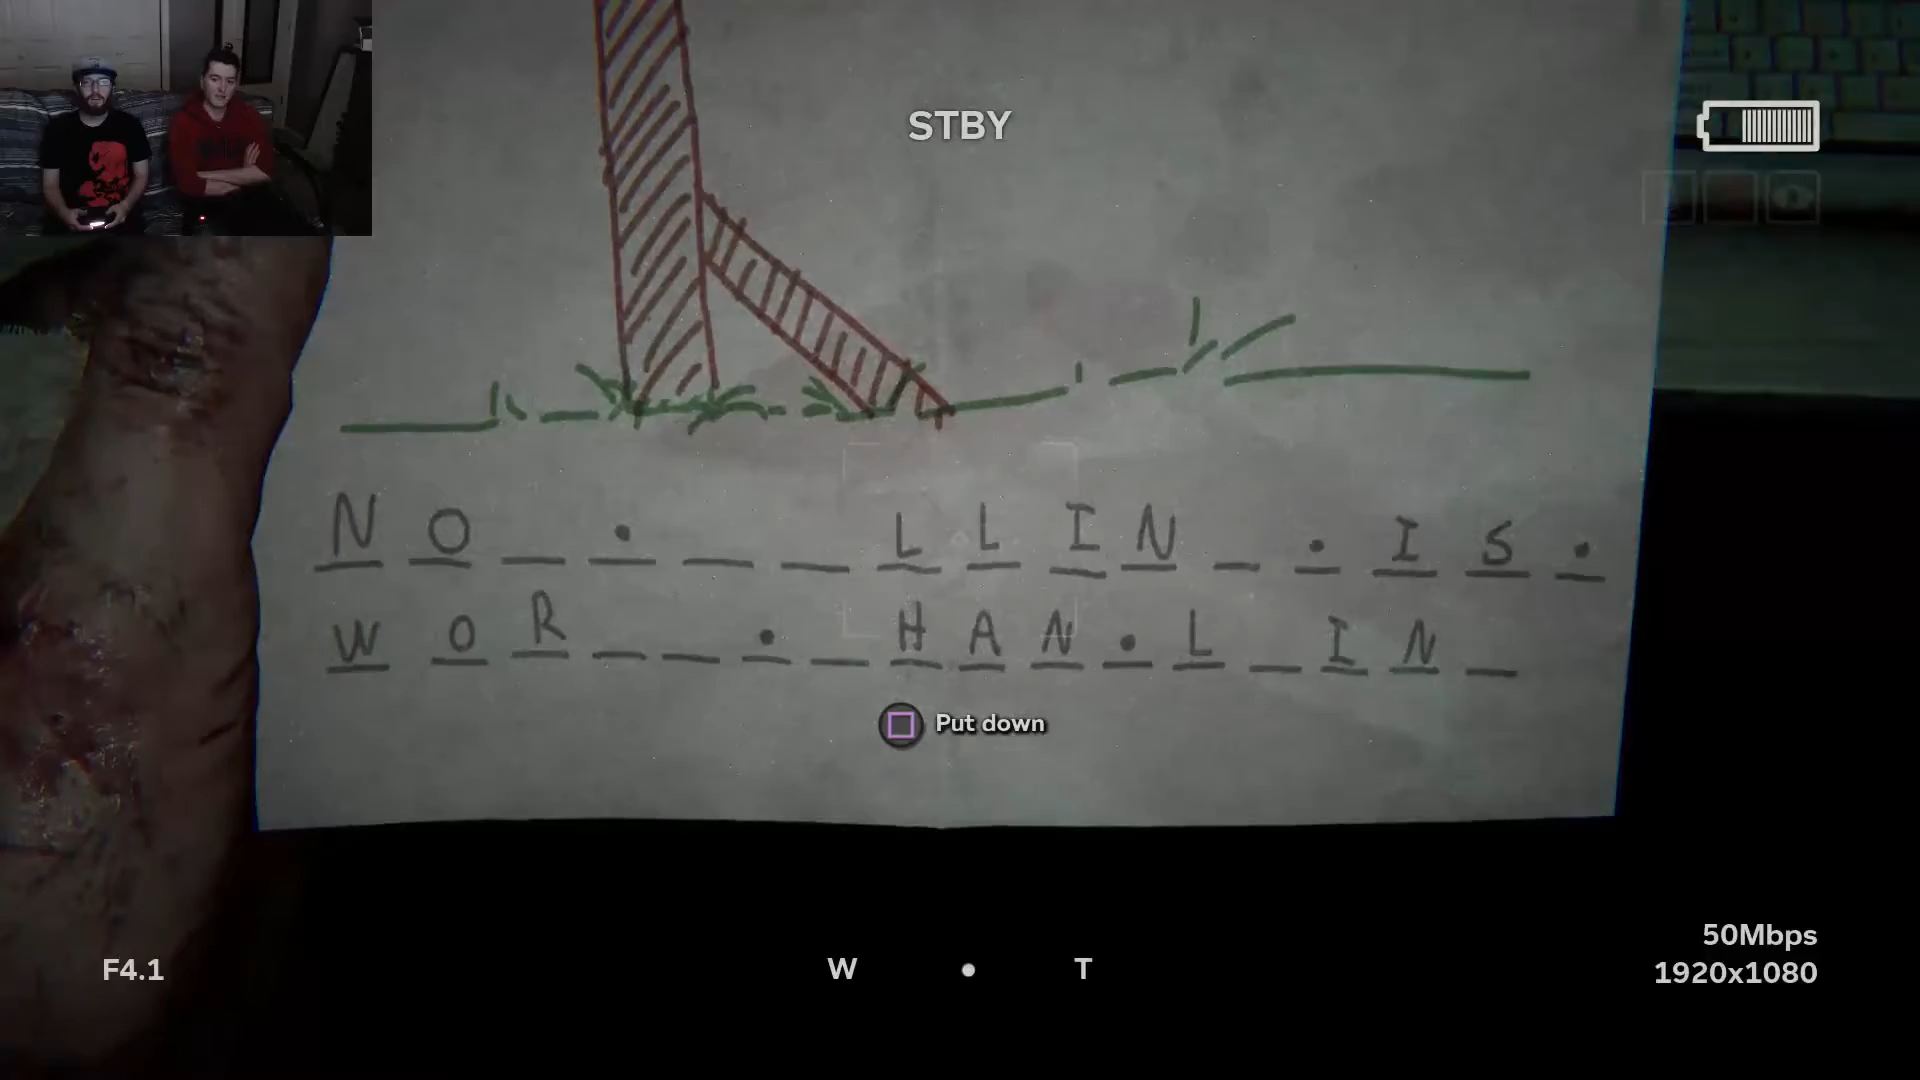 STBY
N O _ • _ _ L L I N _ • I S •
W O R _ _ • _ H A N • L _ I N _
Put down
50Mbps
F4.1 W • T 1920x1080